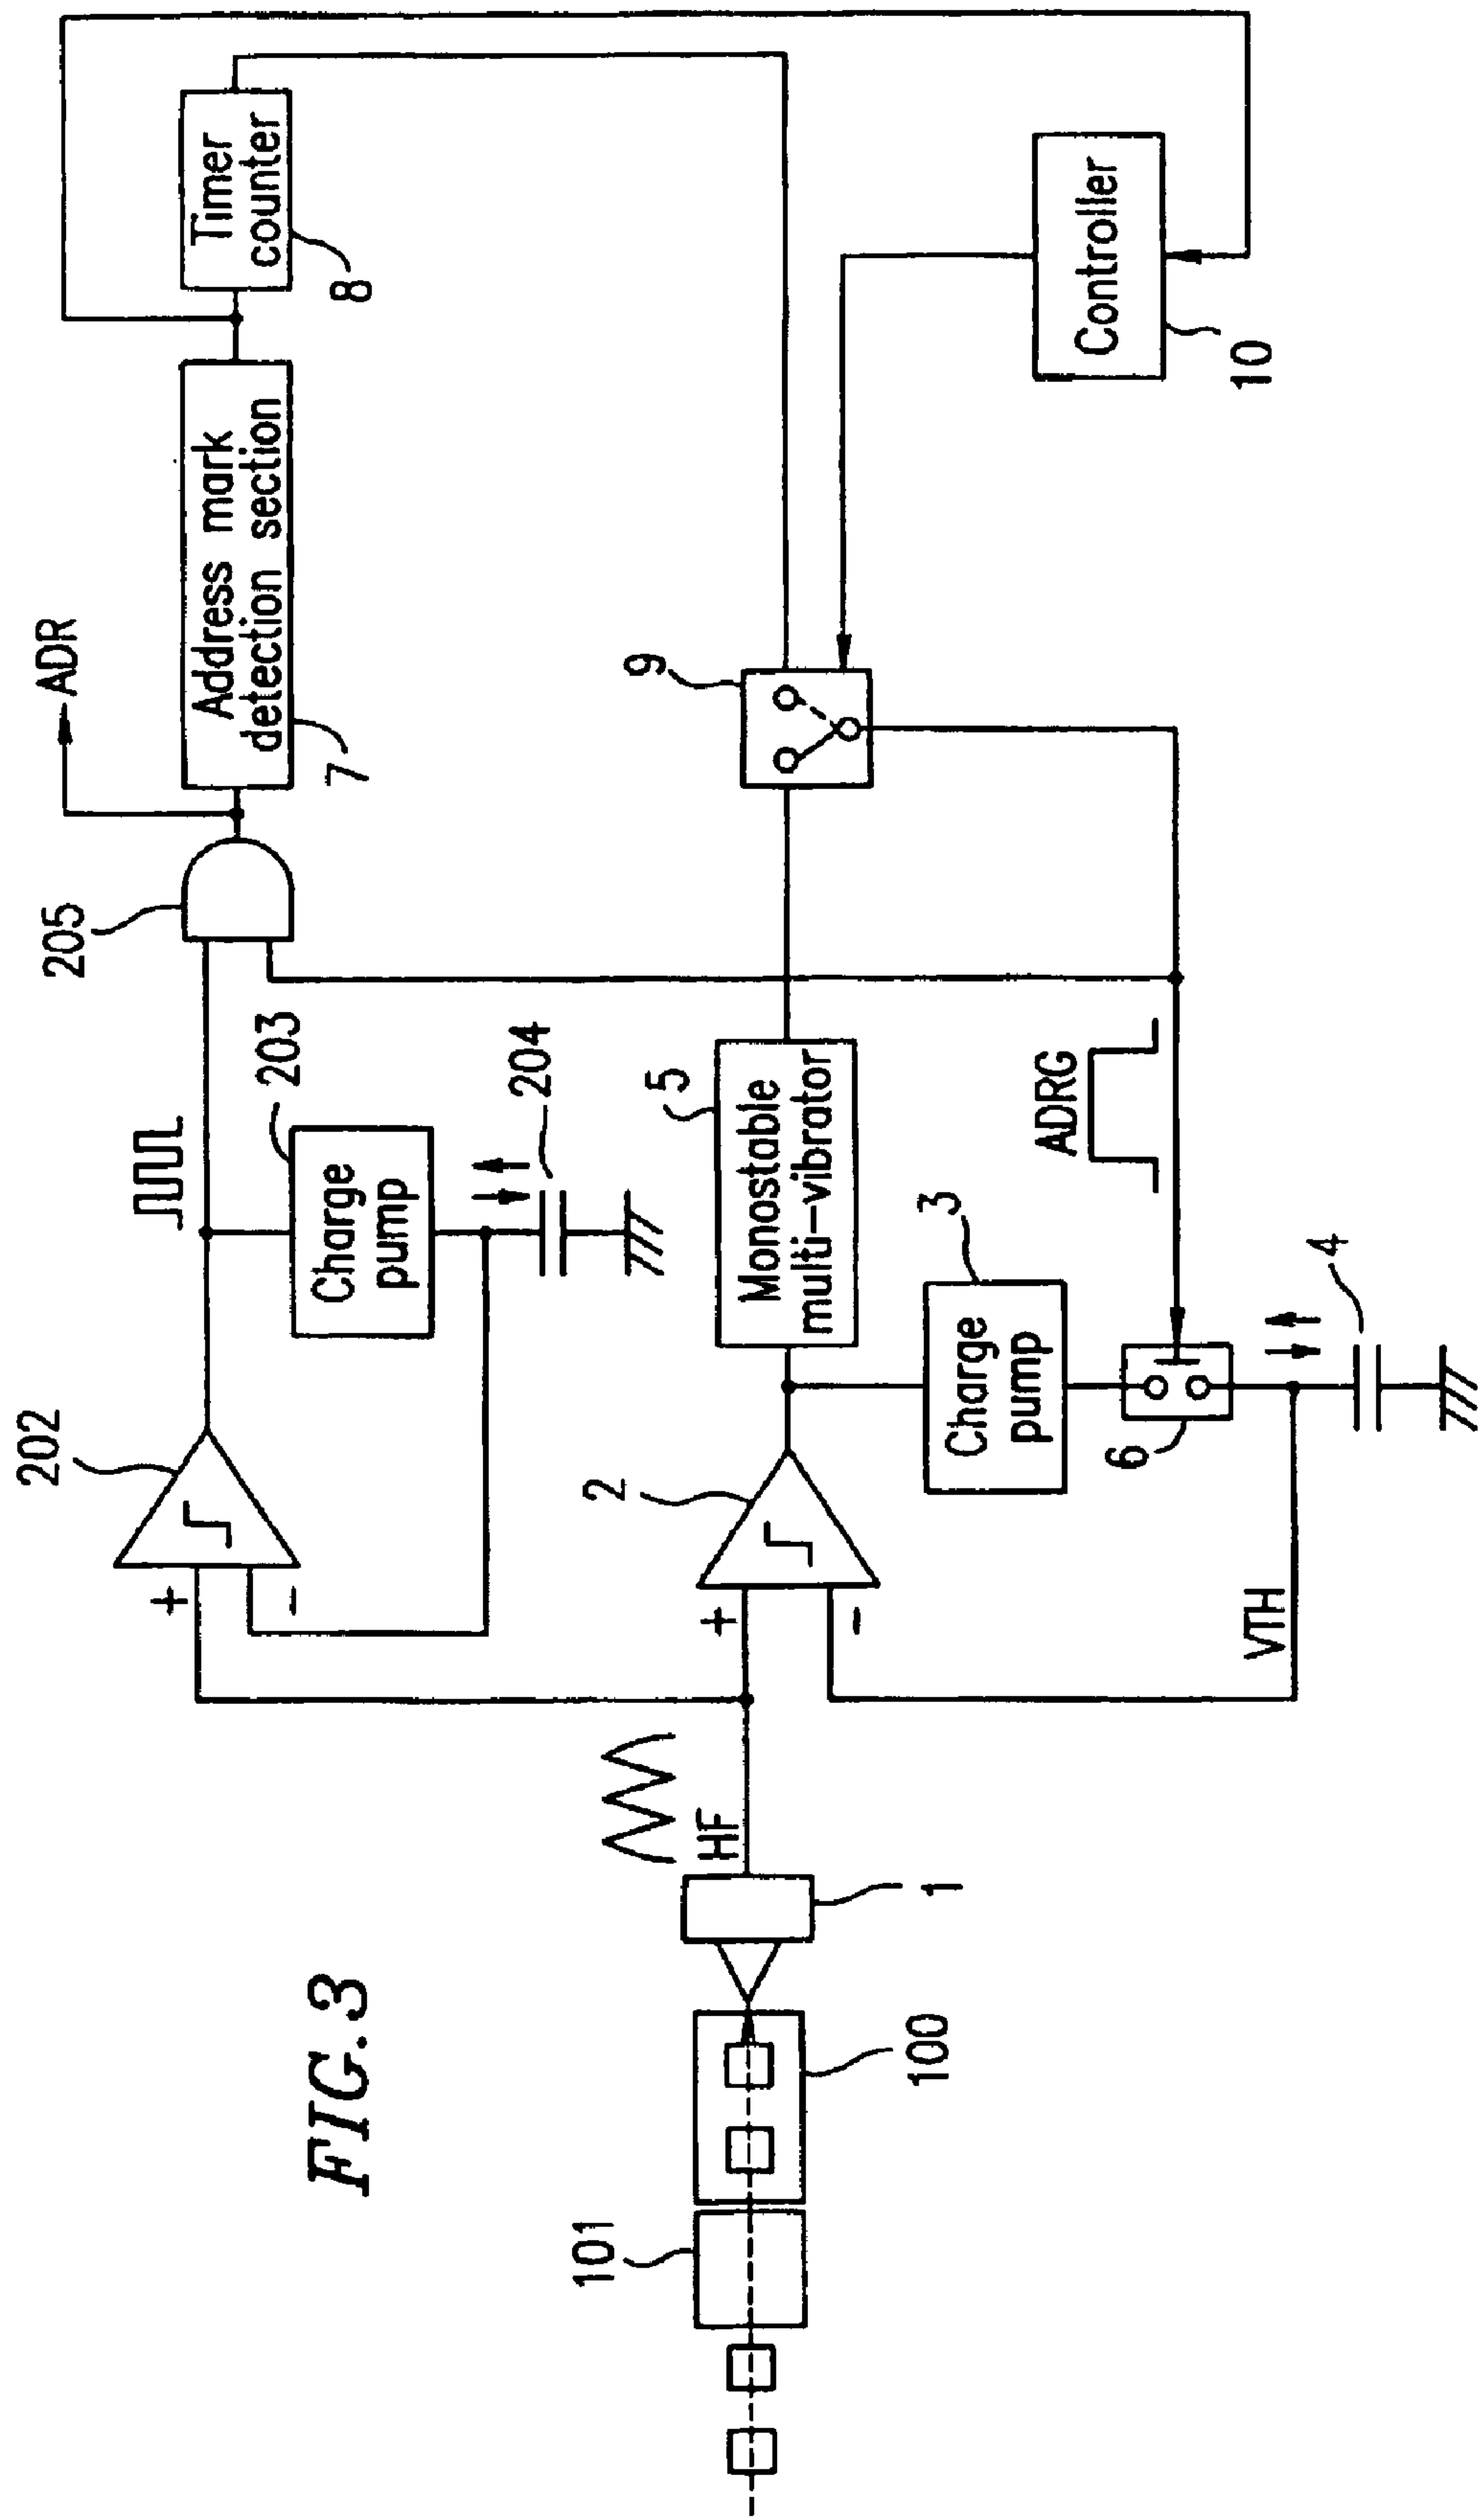 FIG. 3
202
203
204
205
ADR
Address mark
detection section
7
Timer
counter
8
+
-
Charge
pump
101
100
1
HF
2
+
-
5
Monostable
multi-vibrator
9
Controller
10
3
Charge
pump
6
ADRG
4
VTH